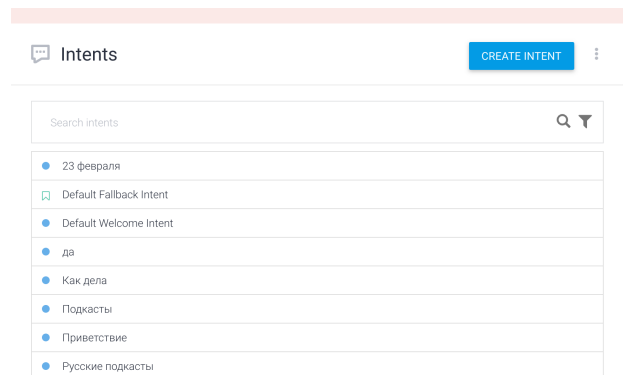 Intents
CREATE INTENT
Search intents
23 февраля
Default Fallback Intent
Default Welcome Intent
да
Как дела
Подкасты
Приветствие
Русские подкасты